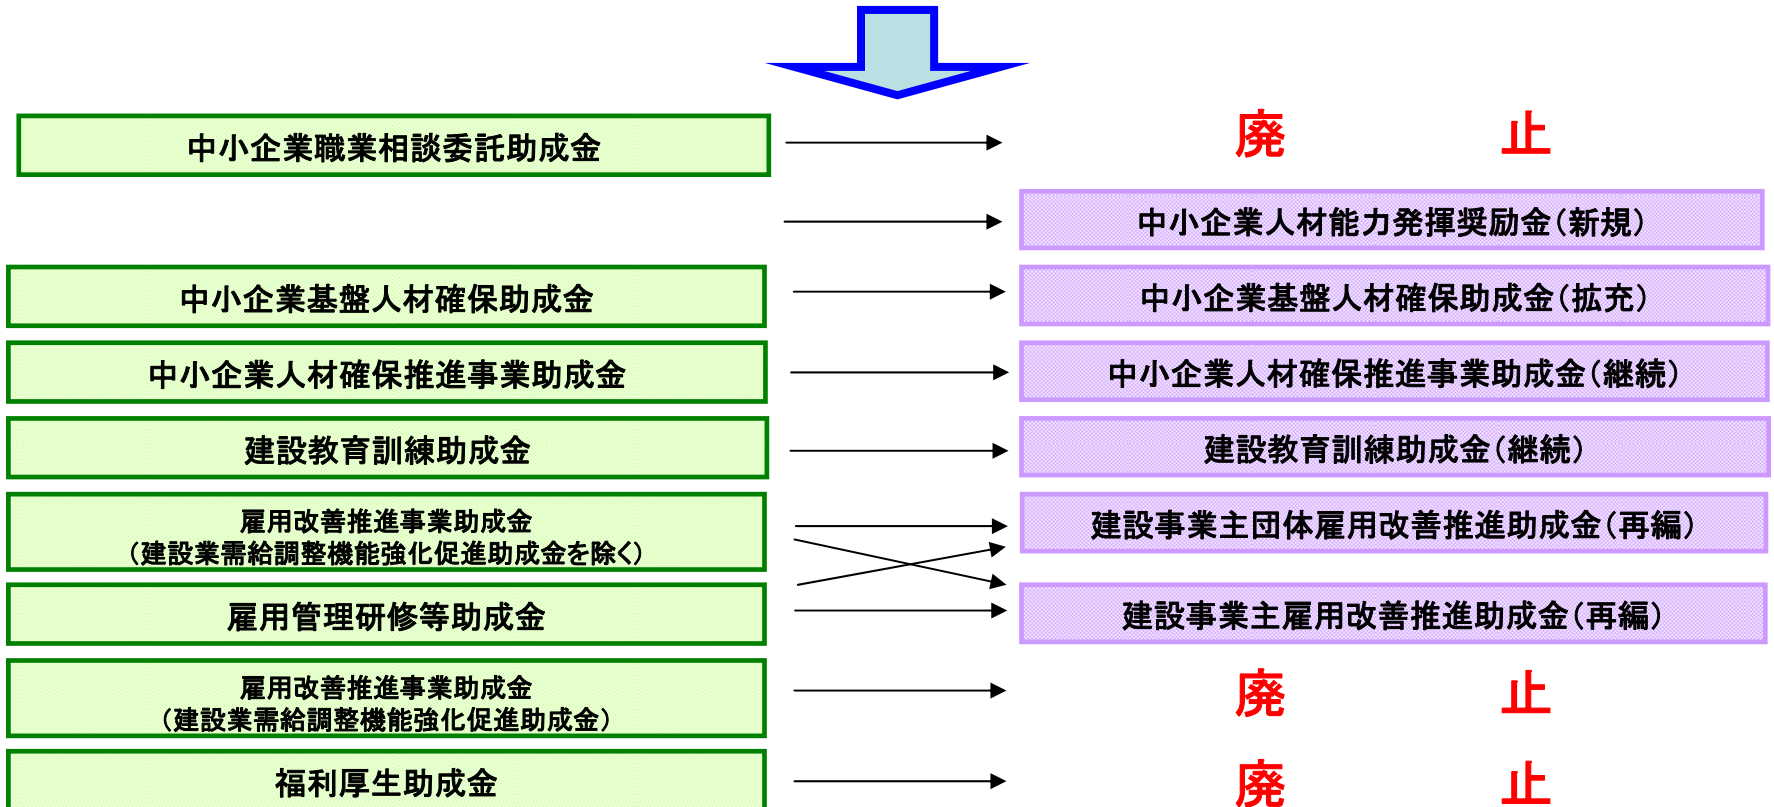 中小企業職業相談委託助成金
廃　止
中小企業人材能力発揮奨励金（新規）
中小企業基盤人材確保助成金
中小企業基盤人材確保助成金（拡充）
中小企業人材確保推進事業助成金
中小企業人材確保推進事業助成金（継続）
建設教育訓練助成金
建設教育訓練助成金（継続）
雇用改善推進事業助成金
（建設業需給調整機能強化促進助成金を除く）
建設事業主団体雇用改善推進助成金（再編）
雇用管理研修等助成金
建設事業主雇用改善推進助成金（再編）
雇用改善推進事業助成金
（建設業需給調整機能強化促進助成金）
廃　止
福利厚生助成金
廃　止